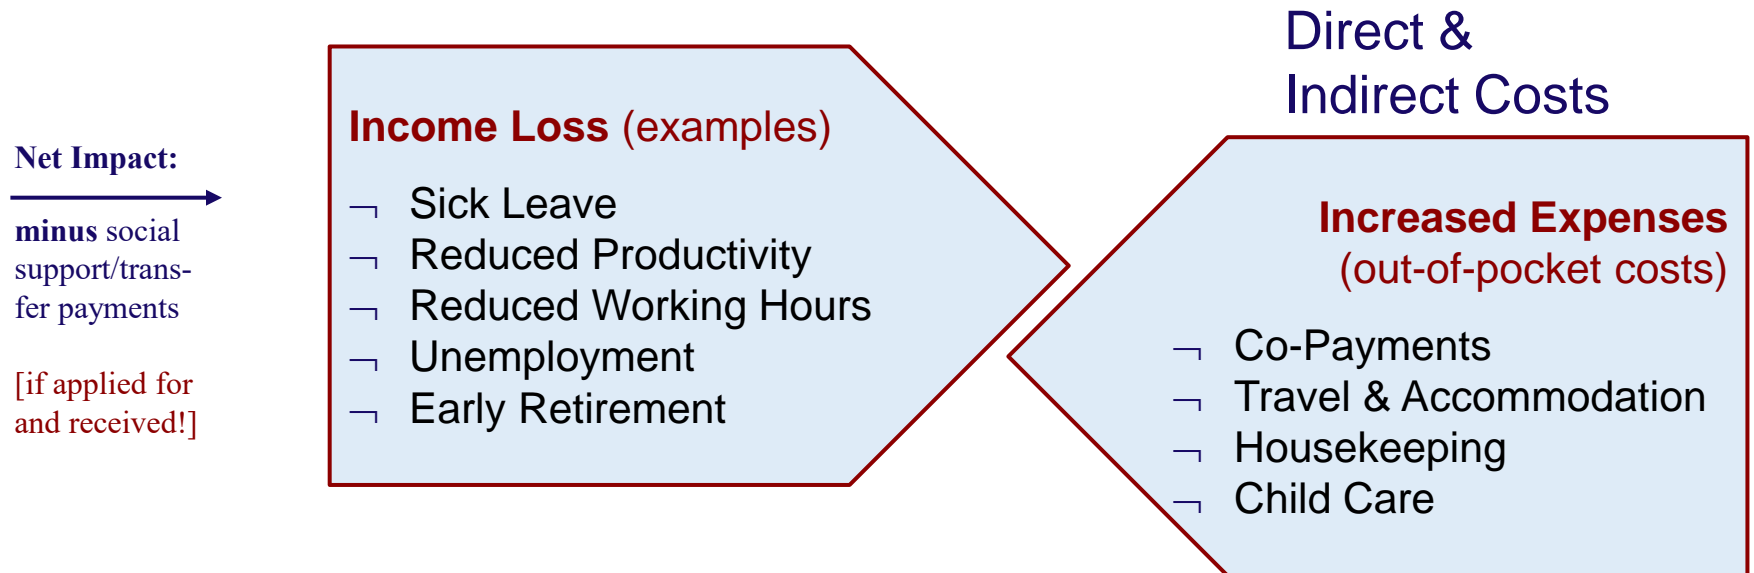 Direct &
Indirect Costs
Net Impact:
minus social
support/trans-
fer payments
[if applied for
and received!]
Income Loss (examples)
¬ Sick Leave
¬ Reduced Productivity
¬ Reduced Working Hours
¬ Unemployment
¬ Early Retirement
Increased Expenses
(out-of-pocket costs)
¬ Co-Payments
¬ Travel & Accommodation
¬ Housekeeping
¬ Child Care